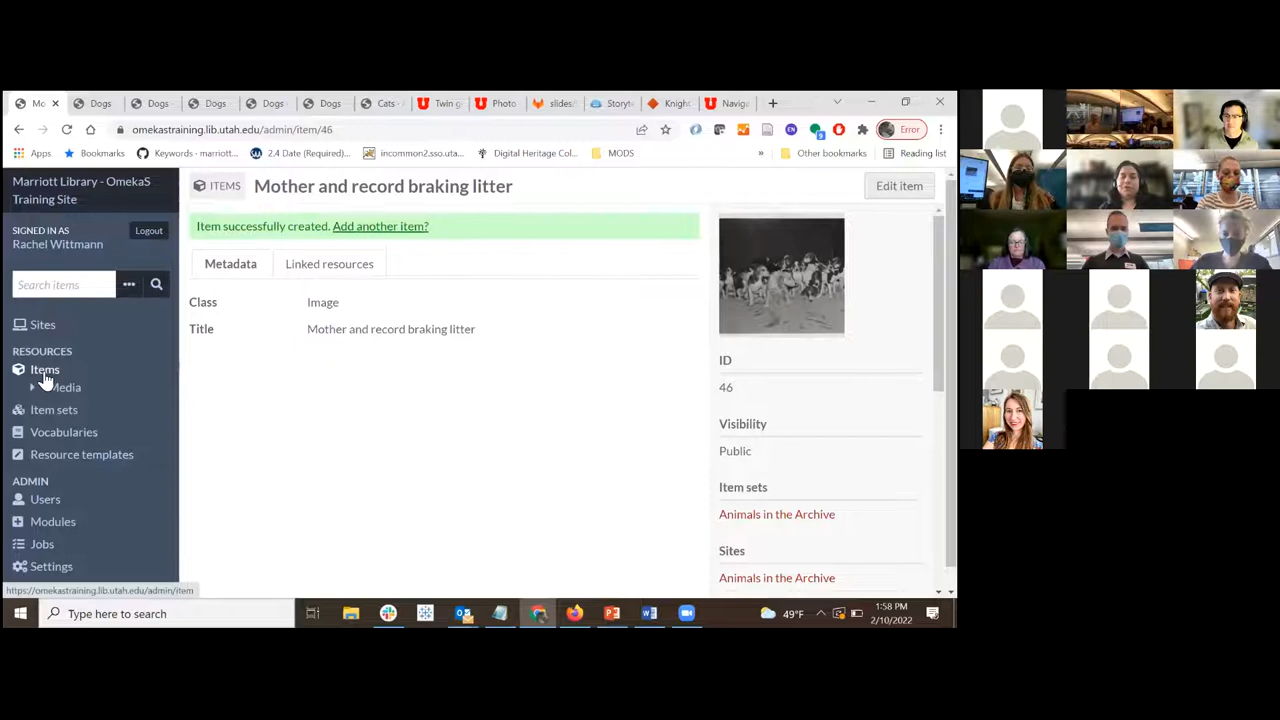 Mo
Dogs
Dogs
Dogs
Dogs
Dogs
Cats
Twin
Photo
slides
Storyt
Knigh
Naviga
omekastraining.lib.utah.edu/admin/item/46
Error
Apps
Bookmarks
Keywords - marriott...
2.4 Date (Required)...
incommon2.sso.uta...
Digital Heritage Col...
MODS
»
Other bookmarks
Reading list
Marriott Library - OmekaS
Training Site
SIGNED IN AS
Rachel Wittmann
Logout
Search items
Sites
RESOURCES
Items
Media
Item sets
Vocabularies
Resource templates
ADMIN
Users
Modules
Jobs
Settings
https://omekastraining.lib.utah.edu/admin/item
ITEMS
Mother and record braking litter
Edit item
Item successfully created. Add another item?
Metadata
Linked resources
Class
Image
Title
Mother and record braking litter
ID
46
Visibility
Public
Item sets
Animals in the Archive
Sites
Animals in the Archive
Type here to search
49°F
1:58 PM
2/10/2022